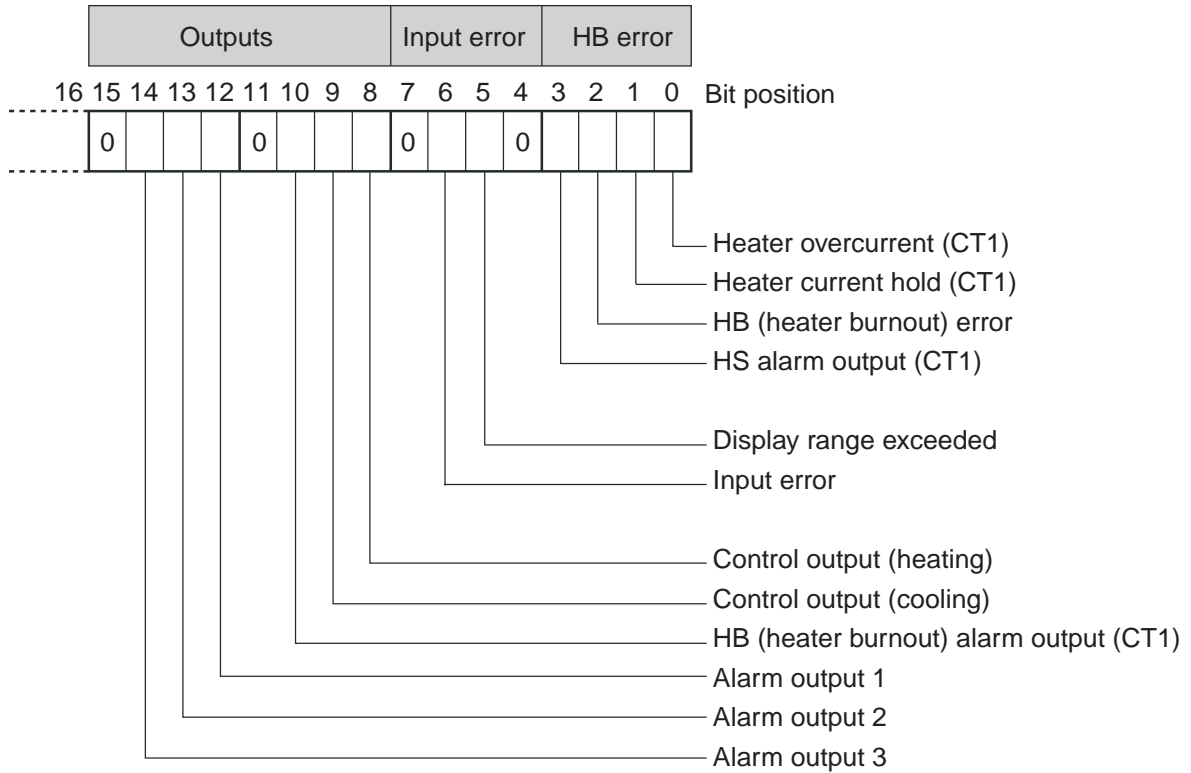 Outputs Input error HB error
16 15 14 13 12 11 10 9 8 7 6 5 4 3 2 1 0 Bit position
0 0 0 0
Heater overcurrent (CT1)
Heater current hold (CT1)
HB (heater burnout) error
HS alarm output (CT1)
Display range exceeded
Input error
Control output (heating)
Control output (cooling)
HB (heater burnout) alarm output (CT1)
Alarm output 1
Alarm output 2
Alarm output 3